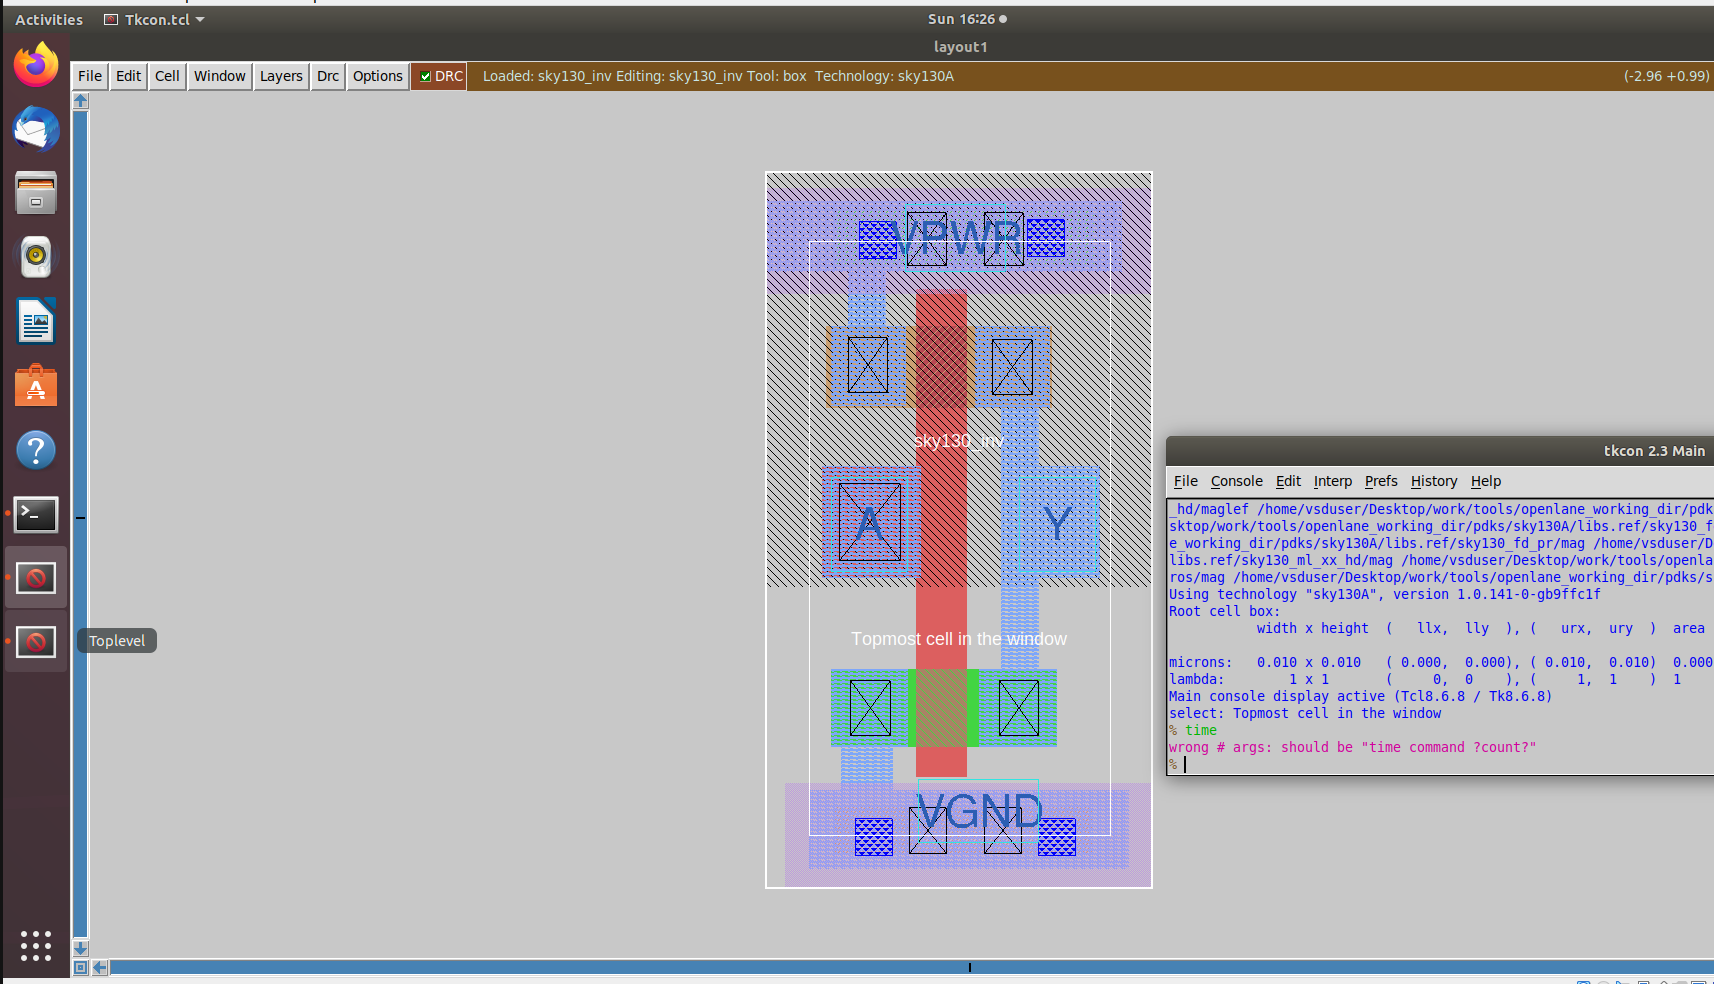 Activities Tkcon.tcl Sun 16:26
layout1
File Edit Cell Window Layers Drc Options DRC Loaded: sky130_inv Editing: sky130_inv Tool: box Technology: sky130A (-2.96 +0.99)
VPWR
sky130_inv
A Y
Topmost cell in the window
VGND
Toplevel
tkcon 2.3 Main
File Console Edit Interp Prefs History Help
_hd/maglef /home/vsduser/Desktop/work/tools/openlane_working_dir/pdk
sktop/work/tools/openlane_working_dir/pdks/sky130A/libs.ref/sky130_f
e_working_dir/pdks/sky130A/libs.ref/sky130_fd_pr/mag /home/vsduser/D
libs.ref/sky130_ml_xx_hd/mag /home/vsduser/Desktop/work/tools/openla
ros/mag /home/vsduser/Desktop/work/tools/openlane_working_dir/pdks/s
Using technology "sky130A", version 1.0.141-0-gb9ffc1f
Root cell box:
width x height ( llx, lly ), ( urx, ury ) area
microns: 0.010 x 0.010 ( 0.000, 0.000), ( 0.010, 0.010) 0.000
lambda: 1 x 1 ( 0, 0 ), ( 1, 1 ) 1
Main console display active (Tcl8.6.8 / Tk8.6.8)
select: Topmost cell in the window
% time
wrong # args: should be "time command ?count?"
%